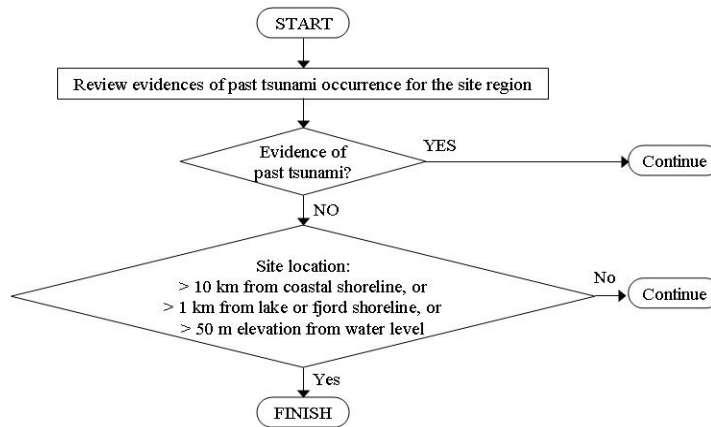 START
Review evidences of past tsunami occurrence for the site region
Evidence of
past tsunami?
YES
Continue
NO
Site location:
> 10 km from coastal shoreline, or
> 1 km from lake or fjord shoreline, or
> 50 m elevation from water level
No
Continue
Yes
FINISH